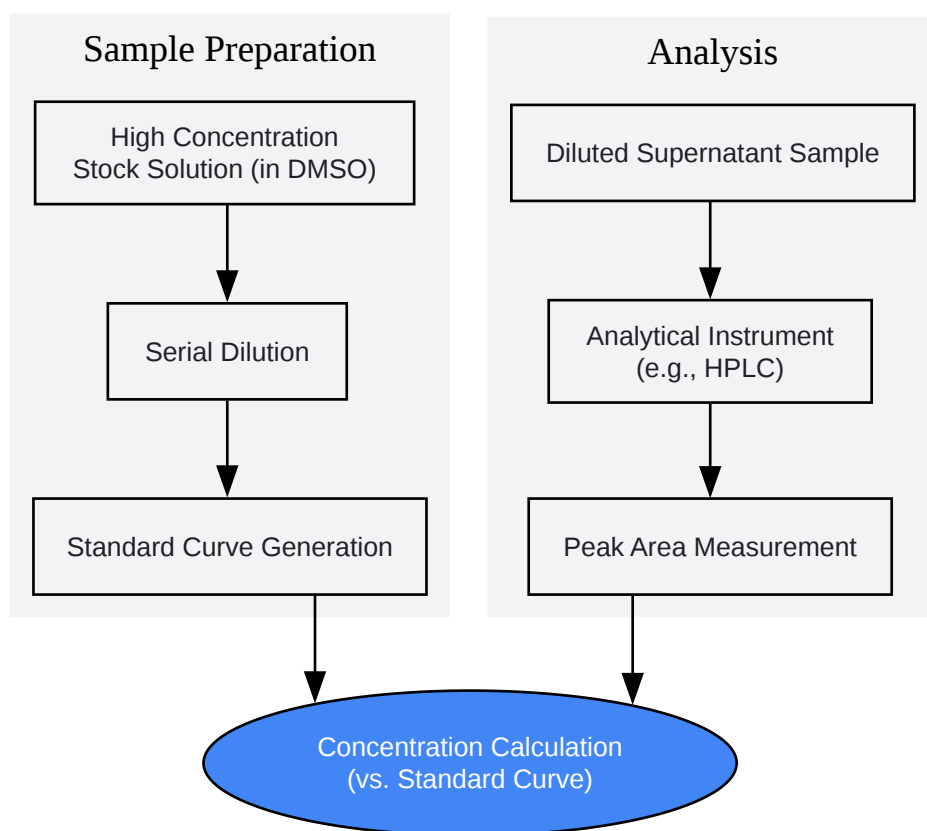 Sample Preparation
High Concentration
Stock Solution (in DMSO)
Serial Dilution
Standard Curve Generation
Analysis
Diluted Supernatant Sample
Analytical Instrument
(e.g., HPLC)
Peak Area Measurement
Concentration Calculation
(vs. Standard Curve)